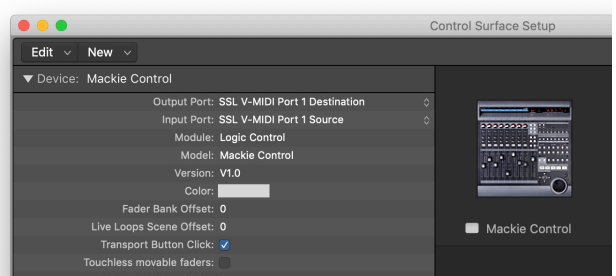 Control Surface Setup
Edit New
Device: Mackie Control
Output Port: SSL V-MIDI Port 1 Destination
Input Port: SSL V-MIDI Port 1 Source
Module: Logic Control
Model: Mackie Control
Version: V1.0
Color:
Fader Bank Offset: 0
Live Loops Scene Offset: 0
Transport Button Click:
Touchless movable faders:
Mackie Control